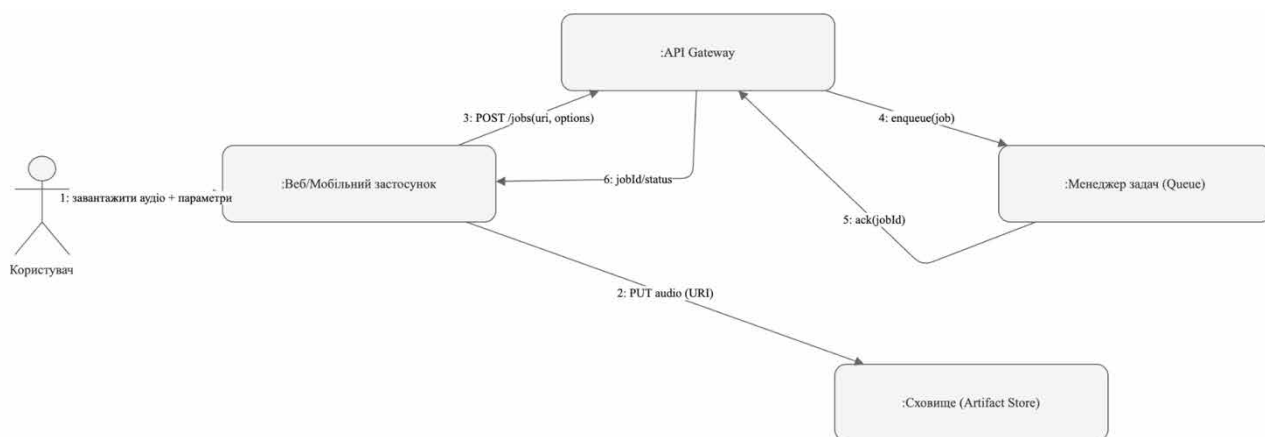 :API Gateway
3: POST /jobs(uri, options)
4: enqueue(job)
:Веб/Мобільний застосунок
6: jobId/status
:Менеджер задач (Queue)
1: завантажити аудіо + параметри
5: ack(jobId)
Користувач
2: PUT audio (URI)
:Сховище (Artifact Store)